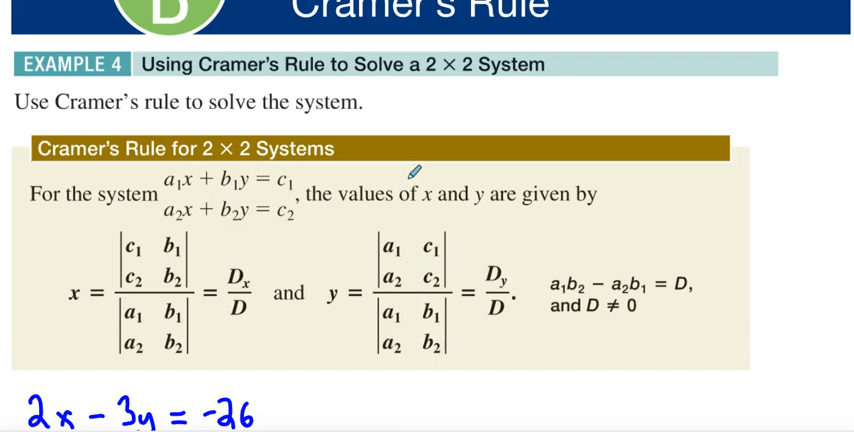 B Cramer's Rule
EXAMPLE 4 Using Cramer's Rule to Solve a 2 × 2 System
Use Cramer's rule to solve the system.
Cramer's Rule for 2 × 2 Systems
a₁x + b₁y = c₁
For the system , the values of x and y are given by
a₂x + b₂y = c₂
x = |c₁ b₁| / |a₁ b₁| = Dₓ/D and y = |a₁ c₁| / |a₁ b₁| = Dᵧ/D. a₁b₂ − a₂b₁ = D,
|c₂ b₂| / |a₂ b₂| |a₂ c₂| / |a₂ b₂| and D ≠ 0
2x - 3y = -26